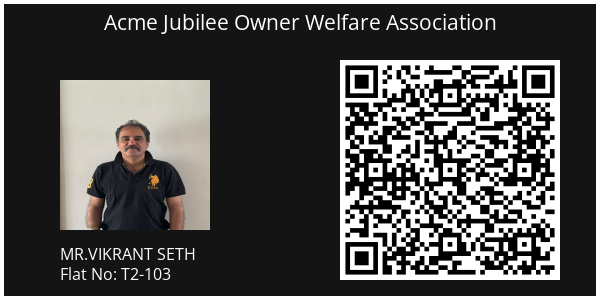 Acme Jubilee Owner Welfare Association
MR.VIKRANT SETH
Flat No: T2-103